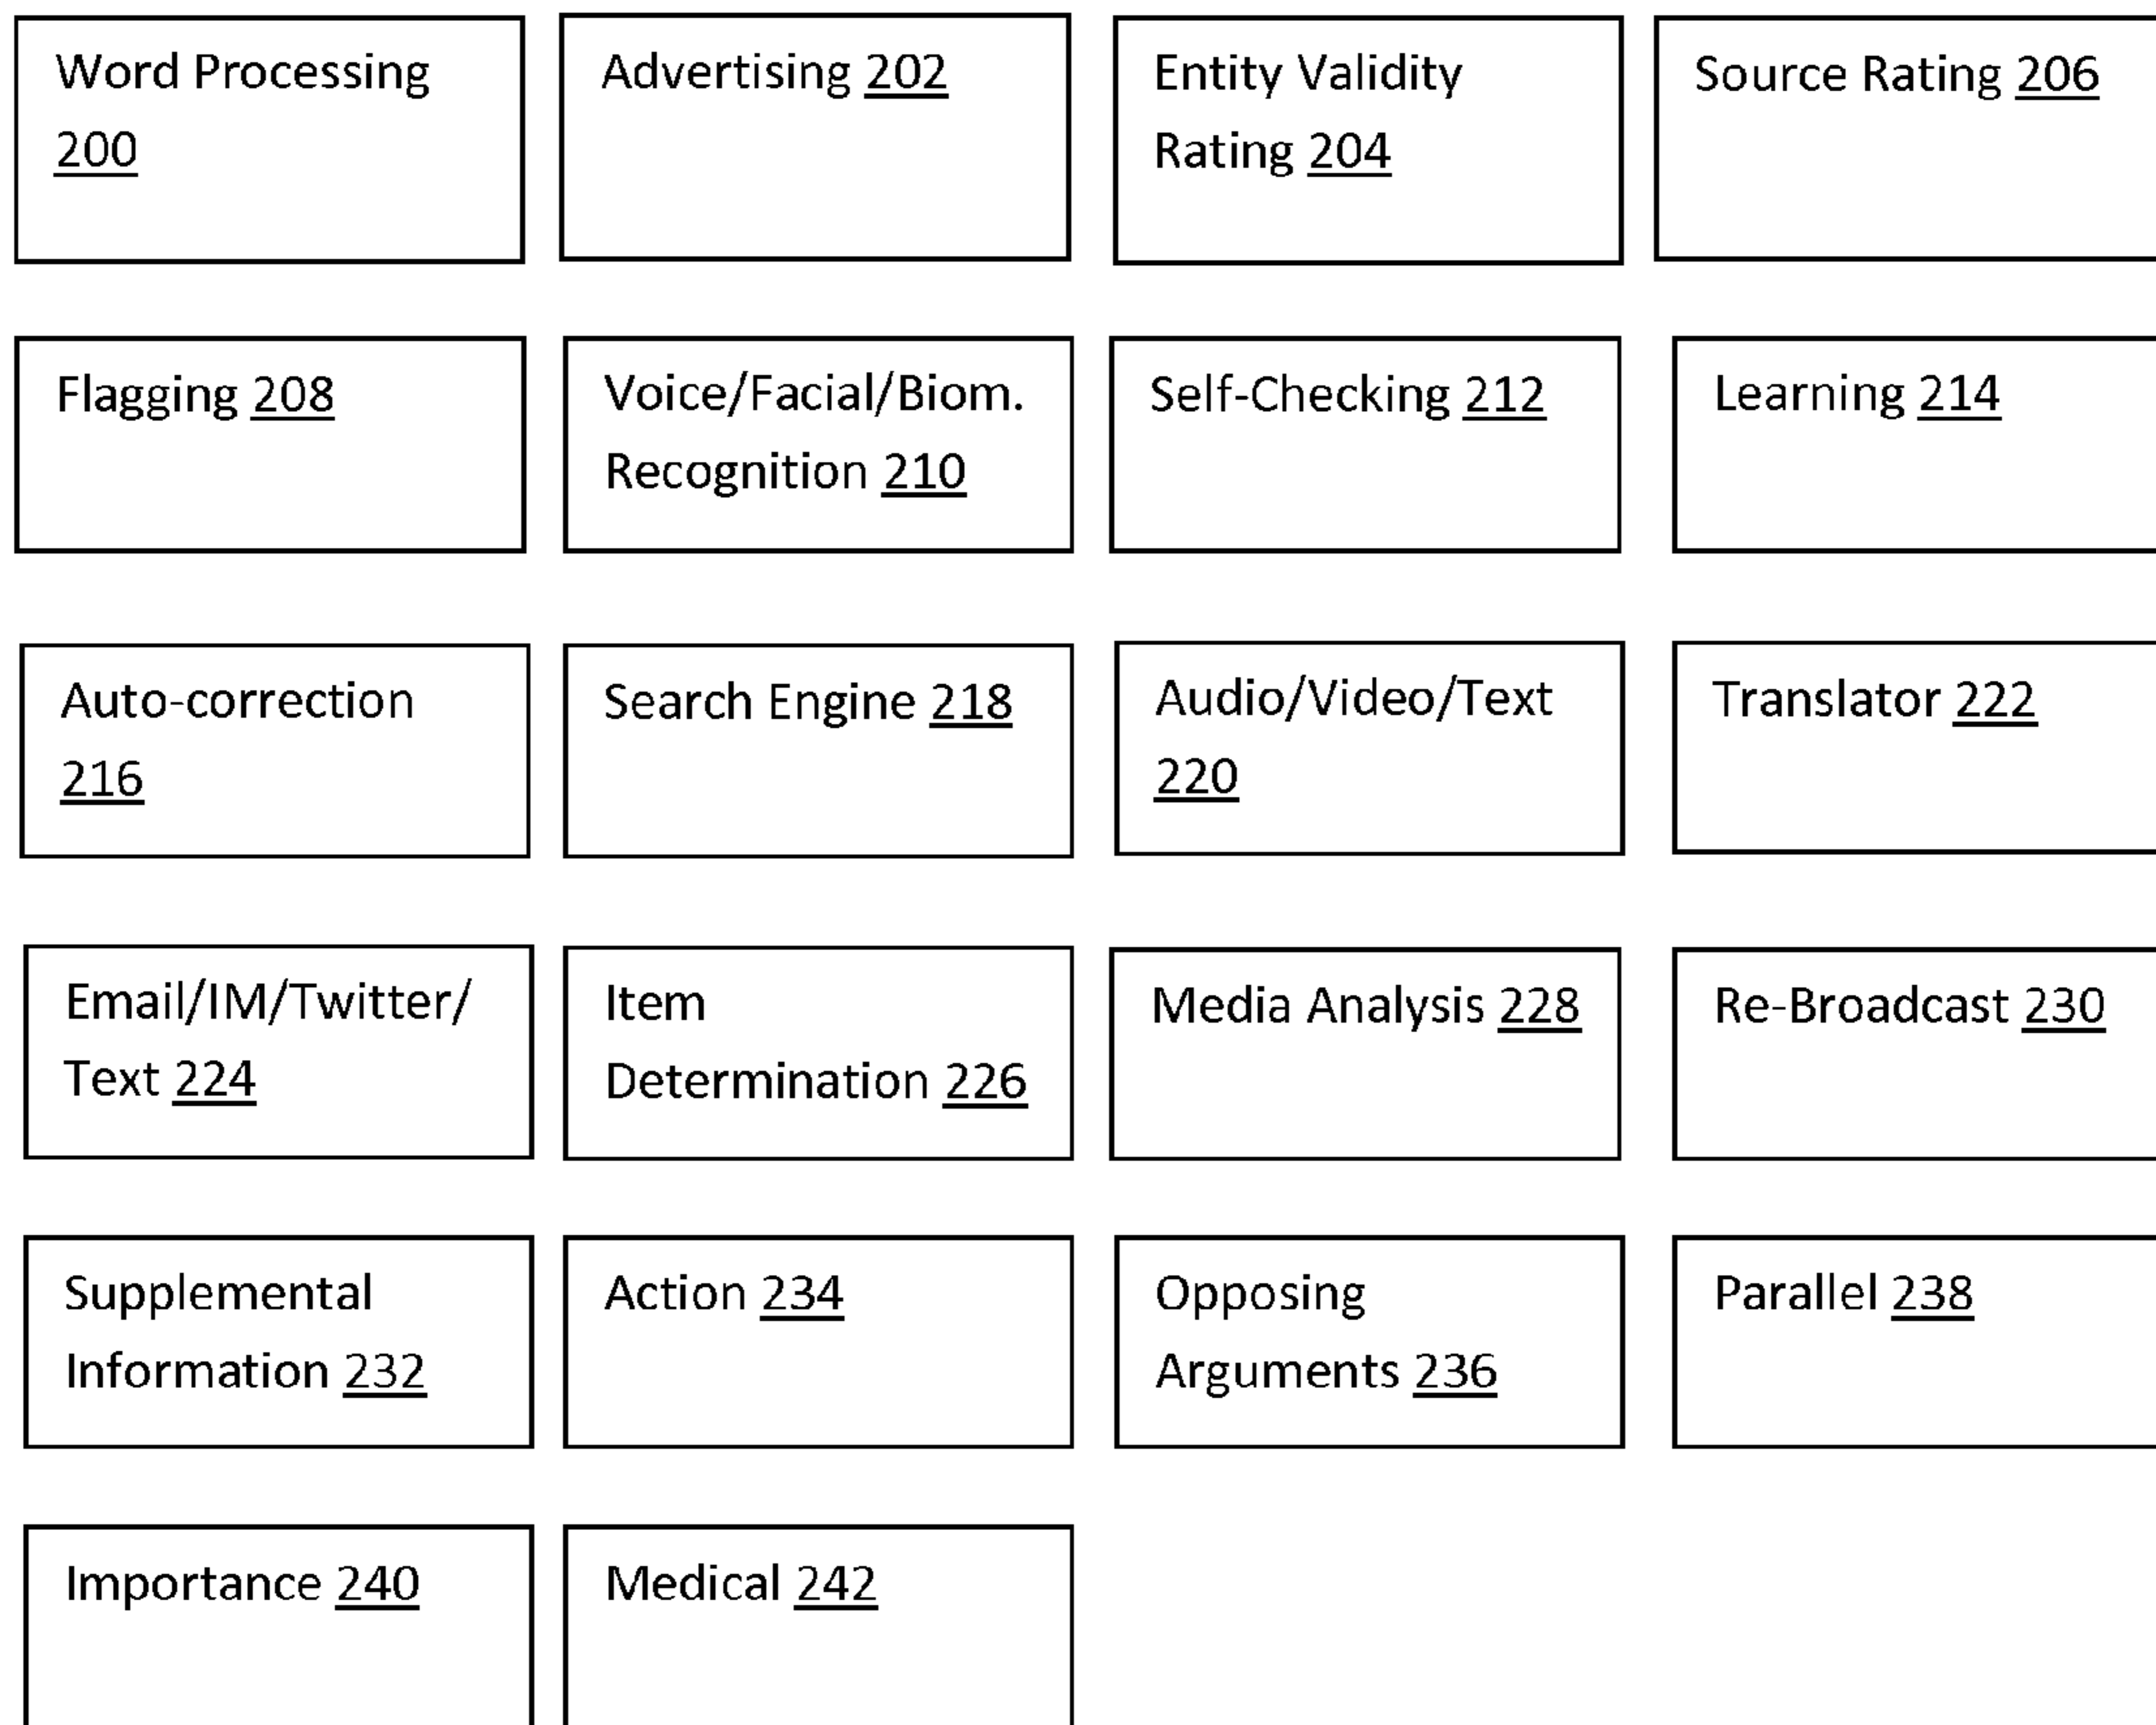 Word Processing
200
Advertising 202
Entity Validity
Rating 204
Source Rating 206
Flagging 208
Voice/Facial/Biom.
Recognition 210
Self-Checking 212
Learning 214
Auto-correction
216
Search Engine 218
Audio/Video/Text
220
Translator 222
Email/IM/Twitter/
Text 224
Item
Determination 226
Media Analysis 228
Re-Broadcast 230
Supplemental
Information 232
Action 234
Opposing
Arguments 236
Parallel 238
Importance 240
Medical 242